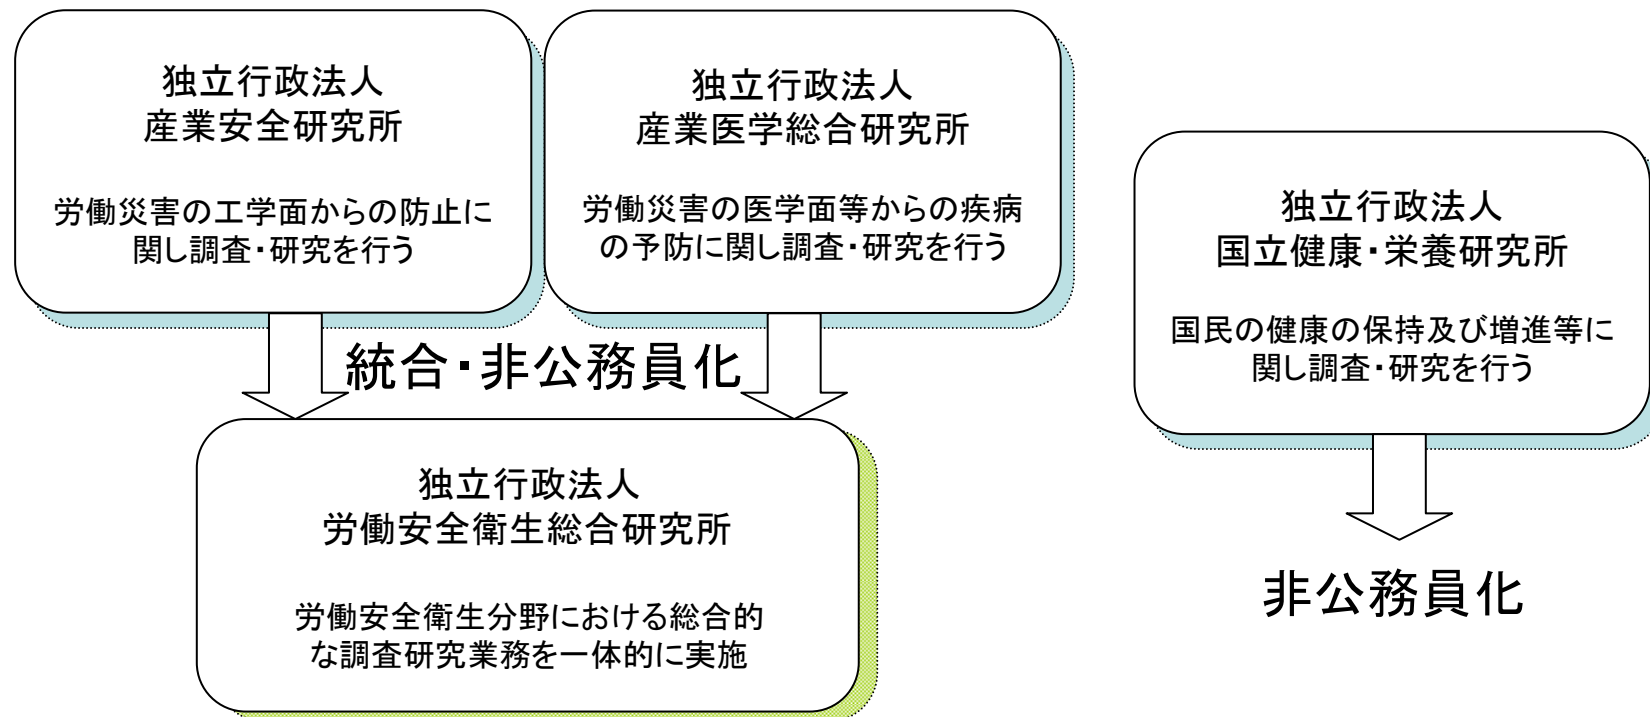 独立行政法人
産業安全研究所
労働災害の工学面からの防止に
関し調査・研究を行う
独立行政法人
産業医学総合研究所
労働災害の医学面等からの疾病
の予防に関し調査・研究を行う
統合・非公務員化
独立行政法人
労働安全衛生総合研究所
労働安全衛生分野における総合的
な調査研究業務を一体的に実施
独立行政法人
国立健康・栄養研究所
国民の健康の保持及び増進等に
関し調査・研究を行う
非公務員化